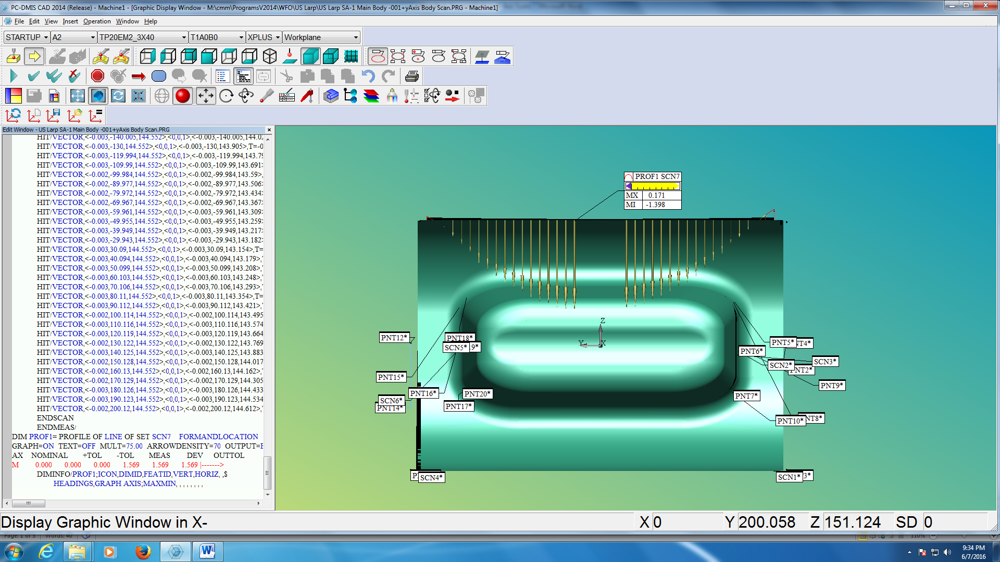 PC-DMIS CAD 2014 (Release) - Machine1 - [Graphic Display Window - M:\cmm\ProgramsV2014\WFO\US Larp\US Larp SA-1 Main Body -001+yAxis Body Scan.PRG - Machine1]
File Edit View Insert Operation Window Help
STARTUP A2 TP20EM2_3X40 T1A0B0 XPLUS Workplane
Edit Window - US Larp SA-1 Main Body -001+yAxis Body Scan.PRG
HIT/VECTOR,<-0.003,-140.005,144.552>,<0,0,1>,<-0.003,-140.005,144.02
HIT/VECTOR,<-0.003,-130,144.552>,<0,0,1>,<-0.003,-130,143.905>,T=-0
HIT/VECTOR,<-0.003,-119.994,144.552>,<0,0,1>,<-0.003,-119.994,143.79
HIT/VECTOR,<-0.003,-109.99,144.552>,<0,0,1>,<-0.003,-109.99,143.691>
HIT/VECTOR,<-0.002,-99.984,144.552>,<0,0,1>,<-0.002,-99.984,143.59>,
HIT/VECTOR,<-0.002,-89.977,144.552>,<0,0,1>,<-0.002,-89.977,143.506>
HIT/VECTOR,<-0.002,-79.972,144.552>,<0,0,1>,<-0.002,-79.972,143.434>
HIT/VECTOR,<-0.002,-69.967,144.552>,<0,0,1>,<-0.002,-69.967,143.367>
HIT/VECTOR,<-0.003,-59.961,144.552>,<0,0,1>,<-0.003,-59.961,143.309>
HIT/VECTOR,<-0.003,-49.955,144.552>,<0,0,1>,<-0.003,-49.955,143.259>
HIT/VECTOR,<-0.003,-39.949,144.552>,<0,0,1>,<-0.003,-39.949,143.217>
HIT/VECTOR,<-0.003,-29.943,144.552>,<0,0,1>,<-0.003,-29.943,143.182>
HIT/VECTOR,<-0.003,30.09,144.552>,<0,0,1>,<-0.003,30.09,143.154>,T=
HIT/VECTOR,<-0.003,40.094,144.552>,<0,0,1>,<-0.003,40.094,143.179>,
HIT/VECTOR,<-0.003,50.099,144.552>,<0,0,1>,<-0.003,50.099,143.208>,
HIT/VECTOR,<-0.003,60.103,144.552>,<0,0,1>,<-0.003,60.103,143.248>,
HIT/VECTOR,<-0.003,70.106,144.552>,<0,0,1>,<-0.003,70.106,143.293>,
HIT/VECTOR,<-0.003,80.11,144.552>,<0,0,1>,<-0.003,80.11,143.354>,T=
HIT/VECTOR,<-0.003,90.112,144.552>,<0,0,1>,<-0.003,90.112,143.421>,
HIT/VECTOR,<-0.002,100.114,144.552>,<0,0,1>,<-0.002,100.114,143.495
HIT/VECTOR,<-0.003,110.116,144.552>,<0,0,1>,<-0.003,110.116,143.574
HIT/VECTOR,<-0.003,120.119,144.552>,<0,0,1>,<-0.003,120.119,143.664
HIT/VECTOR,<-0.002,130.122,144.552>,<0,0,1>,<-0.002,130.122,143.769
HIT/VECTOR,<-0.003,140.125,144.552>,<0,0,1>,<-0.003,140.125,143.883
HIT/VECTOR,<-0.002,150.128,144.552>,<0,0,1>,<-0.002,150.128,144.017
HIT/VECTOR,<-0.002,160.13,144.552>,<0,0,1>,<-0.002,160.13,144.162>,
HIT/VECTOR,<-0.002,170.129,144.552>,<0,0,1>,<-0.002,170.129,144.305
HIT/VECTOR,<-0.003,180.126,144.552>,<0,0,1>,<-0.003,180.126,144.433
HIT/VECTOR,<-0.003,190.123,144.552>,<0,0,1>,<-0.003,190.123,144.534
HIT/VECTOR,<-0.002,200.12,144.552>,<0,0,1>,<-0.002,200.12,144.612>,
ENDSCAN
ENDMEAS/
DIM PROF1= PROFILE OF LINE OF SET SCN7 FORMANDLOCATION
GRAPH=ON TEXT=OFF MULT=75.00 ARROWDENSITY=70 OUTPUT=
AX NOMINAL +TOL -TOL MEAS DEV OUTTOL
M 0.000 0.000 0.000 1.569 1.569 1.569 |------->
DIMINFO/PROF1;ICON,DIMID,FEATID,VERT,HORIZ, ,$
HEADINGS,GRAPH AXIS;MAXMIN, , , , , , , ,
PROF1 SCN7
MX 0.171
MI -1.398
Z
Y X
PNT12*
PNT18*
SCN5* 9*
PNT15*
PNT16*
SCN6*
PNT14*
PNT20*
PNT17*
SCN4*
PNT5* NT4*
PNT6*
SCN3*
SCN2*
PNT2*
PNT9*
PNT7*
PNT10* NT8*
SCN1* 3*
Display Graphic Window in X-
X 0 Y 200.058 Z 151.124 SD 0
Page: 1 of 5 Words: 40 110%
9:34 PM
6/7/2016